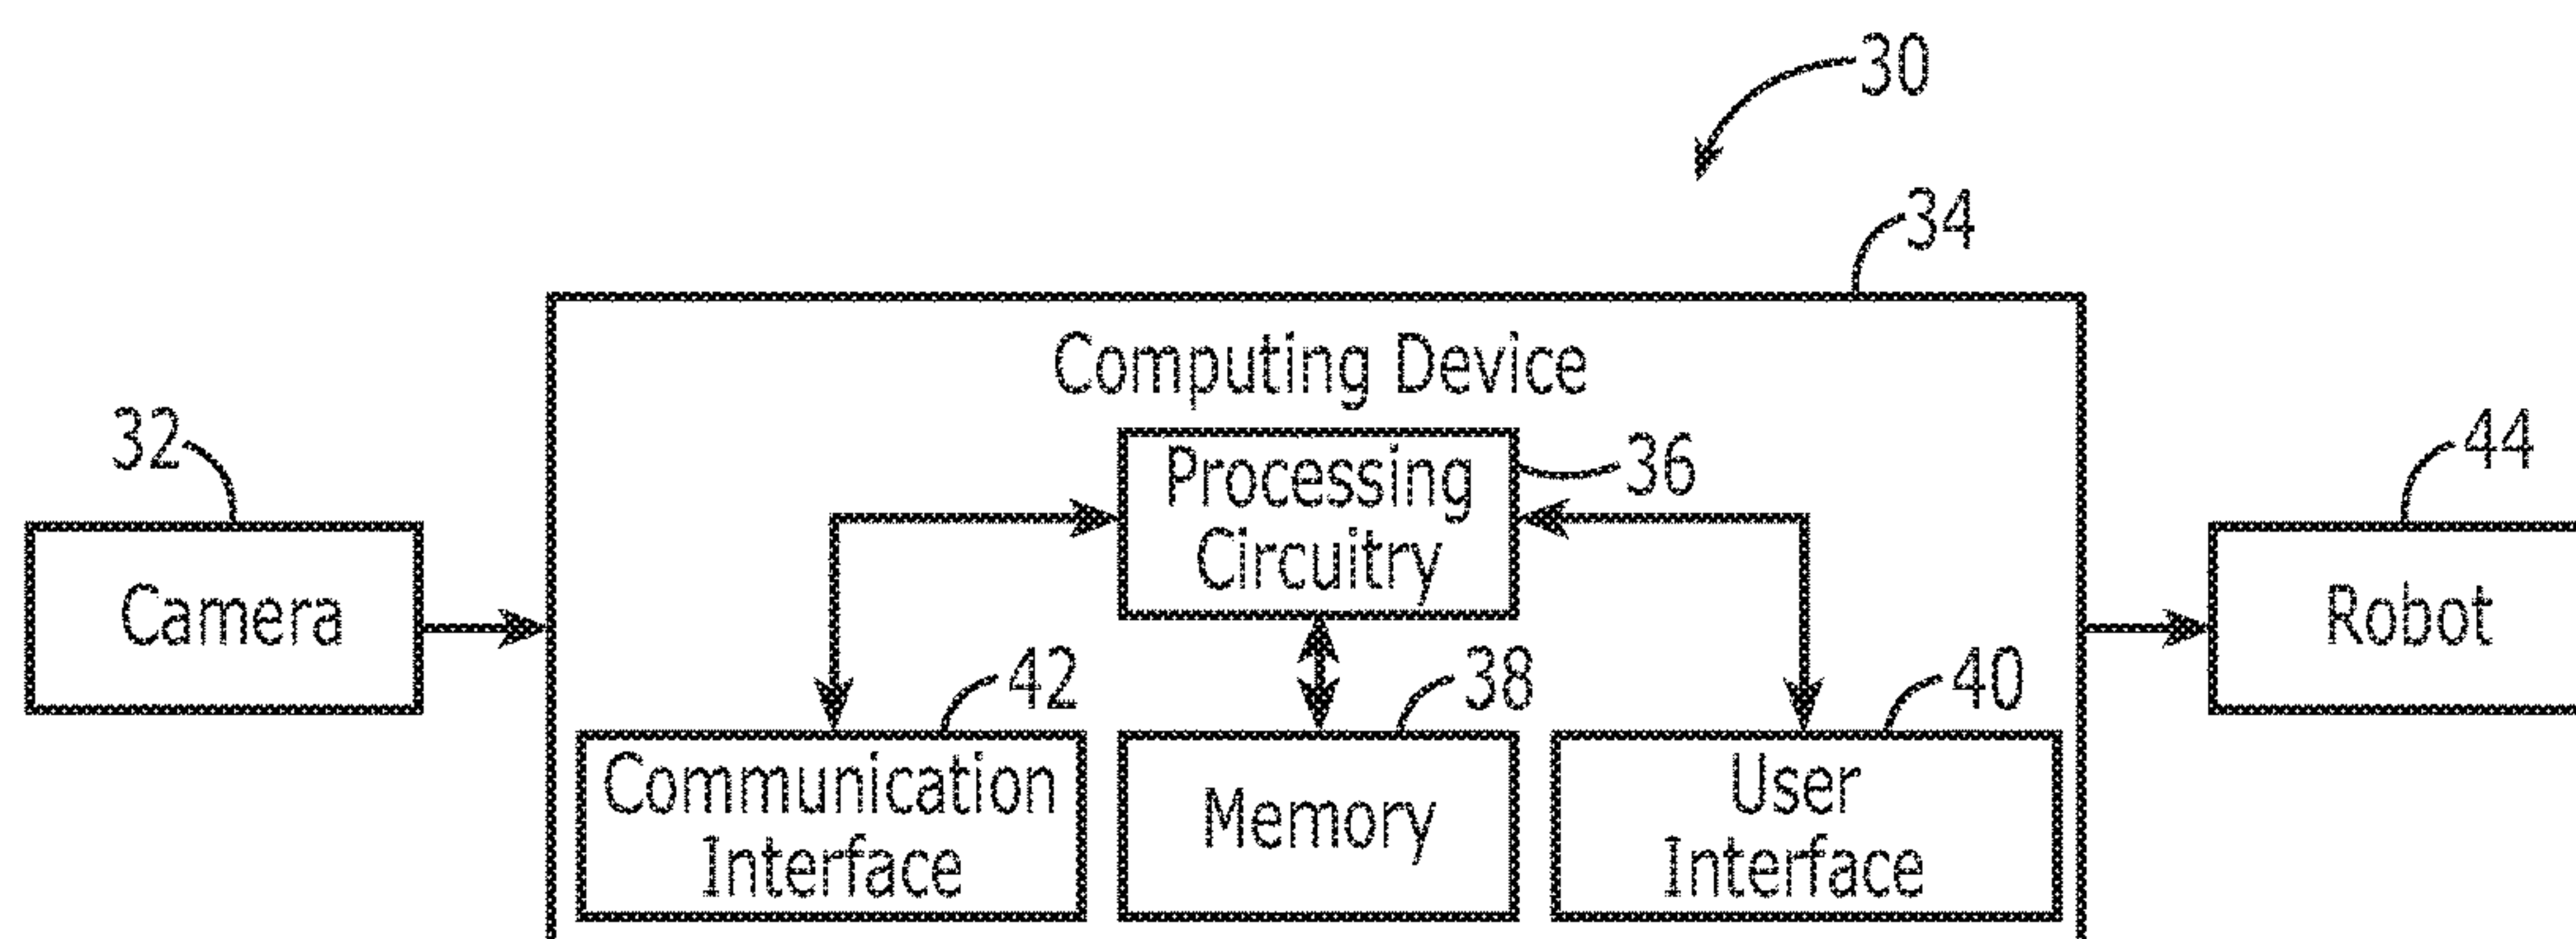 30
34
Computing Device
32
Processing
Circuitry
36
44
Camera
Robot
42
38
40
Communication
Interface
Memory
User
Interface